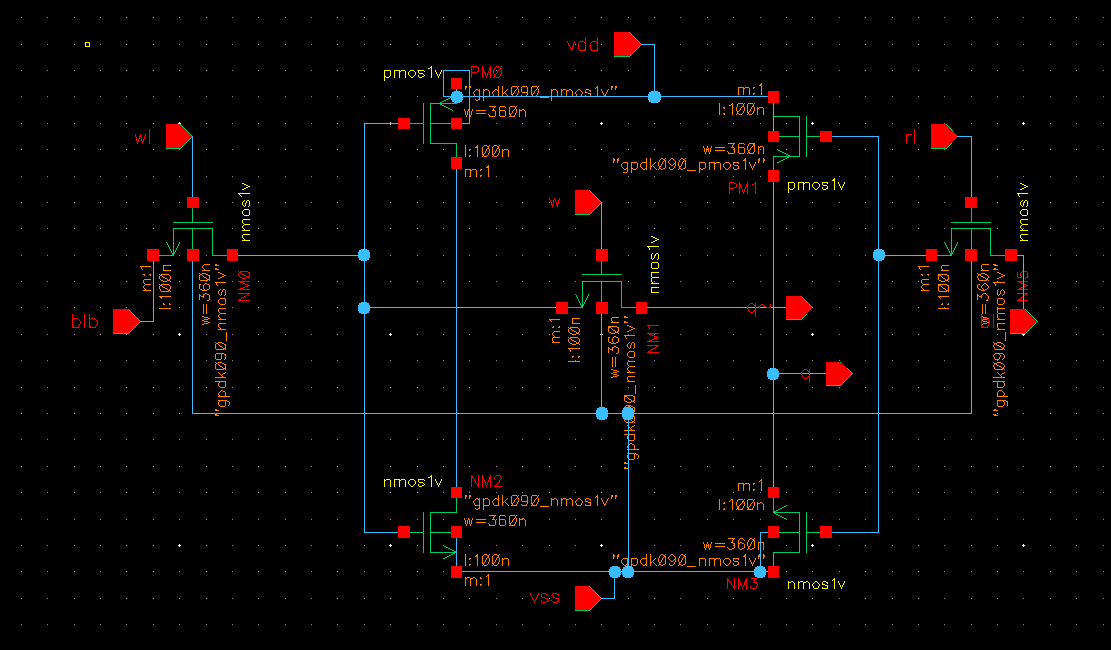 vdd
pmos1v
PM0
"gpdk090_pmos1v"
w=360n
l:100n
m:1
m:1
l:100n
w=360n
"gpdk090_pmos1v"
PM1
pmos1v
wl
nmos1v
m:1
l:100n
w=360n
"gpdk090_nmos1v"
NM0
blb
w
nmos1v
m:1
l:100n
w=360n
"gpdk090_nmos1v"
NM1
rl
nmos1v
m:1
l:100n
w=360n
"gpdk090_nmos1v"
NM5
q
nmos1v
NM2
"gpdk090_nmos1v"
w=360n
l:100n
m:1
m:1
l:100n
w=360n
"gpdk090_nmos1v"
NM3
nmos1v
vss